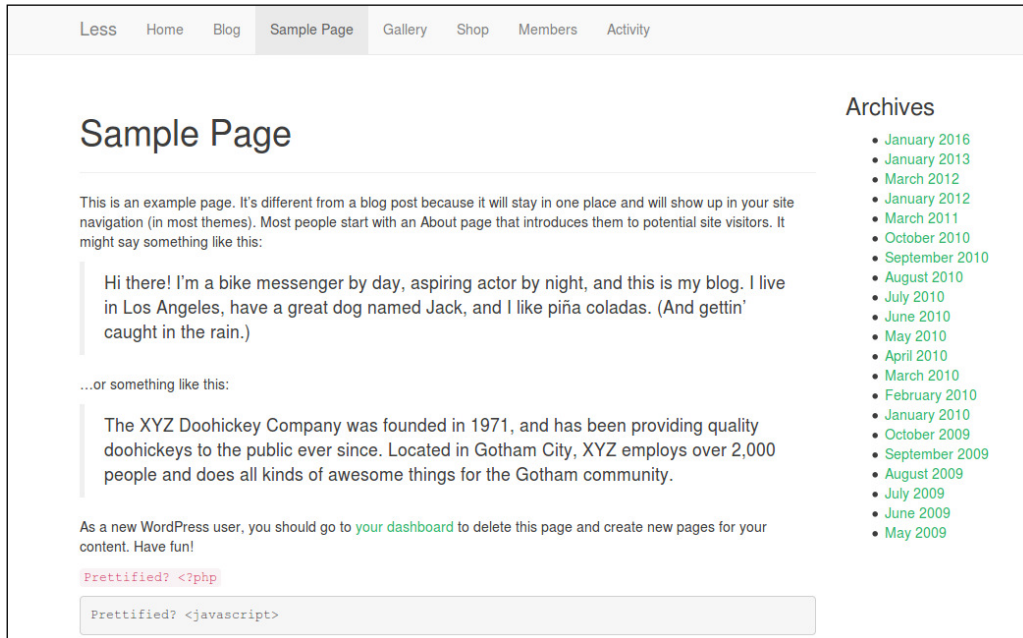 Less Home Blog Sample Page Gallery Shop Members Activity
Sample Page
This is an example page. It's different from a blog post because it will stay in one place and will show up in your site
navigation (in most themes). Most people start with an About page that introduces them to potential site visitors. It
might say something like this:
Hi there! I'm a bike messenger by day, aspiring actor by night, and this is my blog. I live
in Los Angeles, have a great dog named Jack, and I like piña coladas. (And gettin'
caught in the rain.)
…or something like this:
The XYZ Doohickey Company was founded in 1971, and has been providing quality
doohickeys to the public ever since. Located in Gotham City, XYZ employs over 2,000
people and does all kinds of awesome things for the Gotham community.
As a new WordPress user, you should go to your dashboard to delete this page and create new pages for your
content. Have fun!
Prettified? <?php
Prettified? <javascript>
Archives
January 2016
January 2013
March 2012
January 2012
March 2011
October 2010
September 2010
August 2010
July 2010
June 2010
May 2010
April 2010
March 2010
February 2010
January 2010
October 2009
September 2009
August 2009
July 2009
June 2009
May 2009